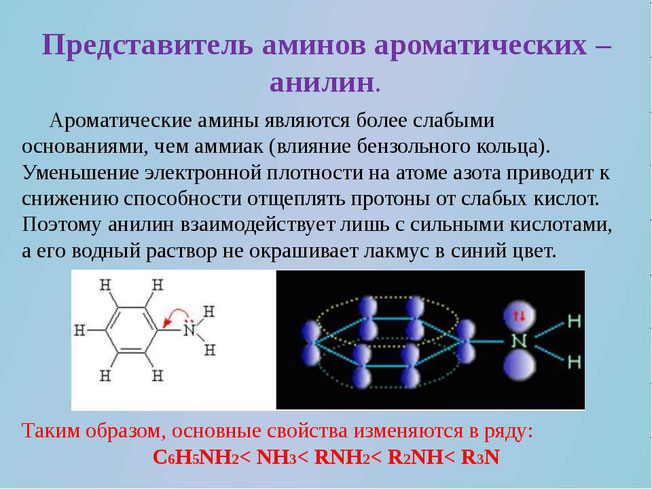 Представитель аминов ароматических –
анилин.
Ароматические амины являются более слабыми
основаниями, чем аммиак (влияние бензольного кольца).
Уменьшение электронной плотности на атоме азота приводит к
снижению способности отщеплять протоны от слабых кислот.
Поэтому анилин взаимодействует лишь с сильными кислотами,
а его водный раствор не окрашивает лакмус в синий цвет.
H H
H N H
H
H H
N H
H
Таким образом, основные свойства изменяются в ряду:
C₆H₅NH₂< NH₃< RNH₂< R₂NH< R₃N